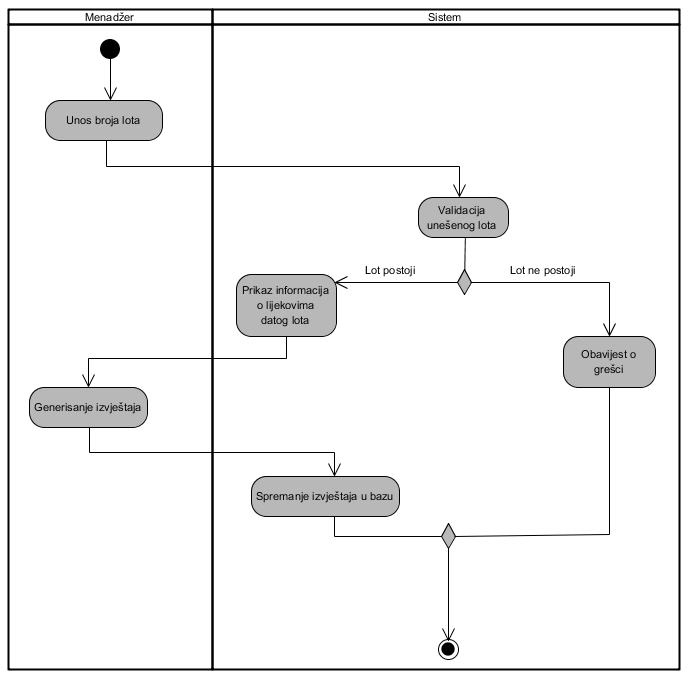 Menadžer
Sistem
Unos broja lota
Validacija
unešenog lota
Lot postoji
Lot ne postoji
Prikaz informacija
o lijekovima
datog lota
Obavijest o
grešci
Generisanje izvještaja
Spremanje izvještaja u bazu